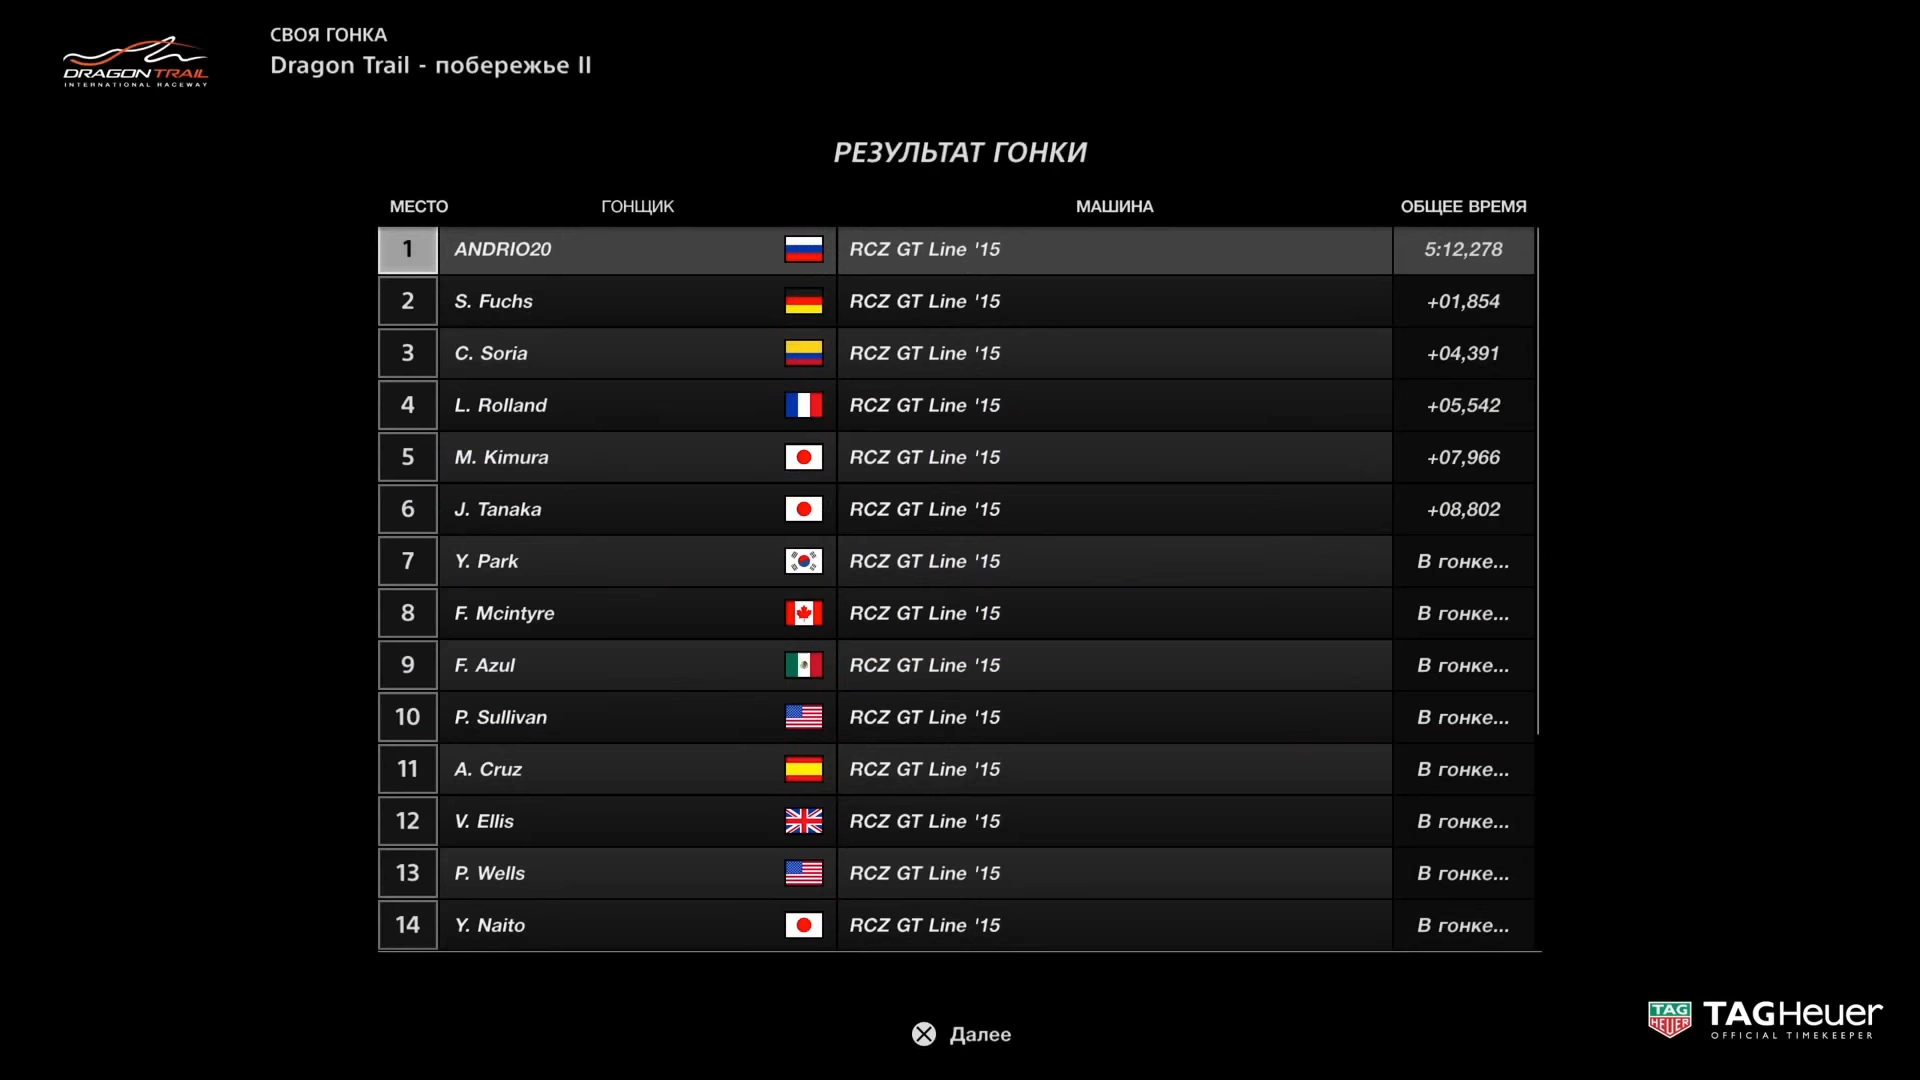 DRAGON TRAIL
INTERNATIONAL RACEWAY
СВОЯ ГОНКА
Dragon Trail - побережье II
РЕЗУЛЬТАТ ГОНКИ
МЕСТО ГОНЩИК МАШИНА ОБЩЕЕ ВРЕМЯ
1 ANDRIO20 RCZ GT Line '15 5:12,278
2 S. Fuchs RCZ GT Line '15 +01,854
3 C. Soria RCZ GT Line '15 +04,391
4 L. Rolland RCZ GT Line '15 +05,542
5 M. Kimura RCZ GT Line '15 +07,966
6 J. Tanaka RCZ GT Line '15 +08,802
7 Y. Park RCZ GT Line '15 В гонке...
8 F. Mcintyre RCZ GT Line '15 В гонке...
9 F. Azul RCZ GT Line '15 В гонке...
10 P. Sullivan RCZ GT Line '15 В гонке...
11 A. Cruz RCZ GT Line '15 В гонке...
12 V. Ellis RCZ GT Line '15 В гонке...
13 P. Wells RCZ GT Line '15 В гонке...
14 Y. Naito RCZ GT Line '15 В гонке...
Далее
TAG HEUER
TAGHeuer
OFFICIAL TIMEKEEPER